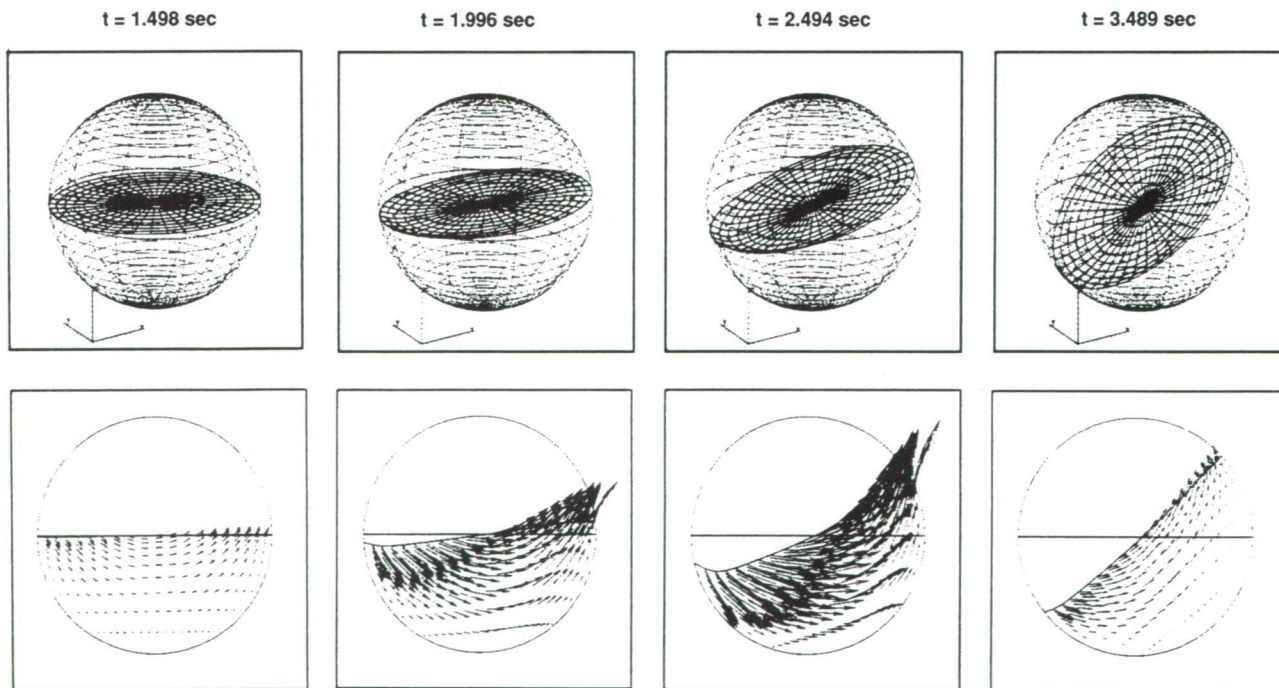 t = 1.498 sec
t = 1.996 sec
t = 2.494 sec
t = 3.489 sec